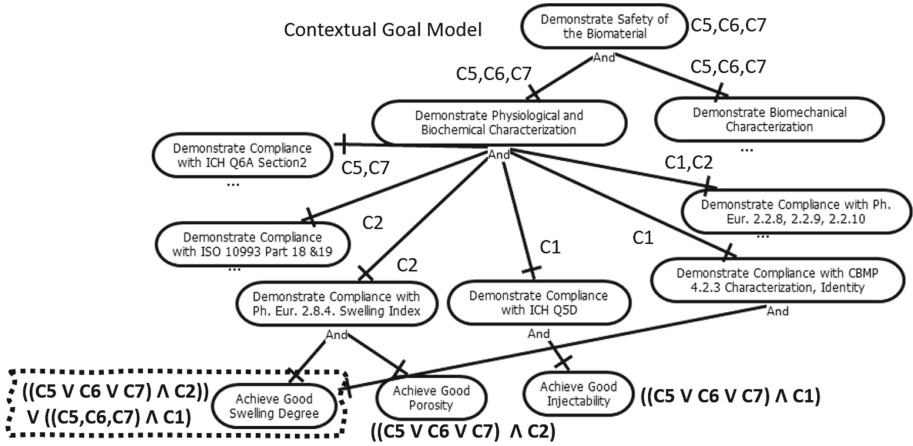 Contextual Goal Model
Demonstrate Safety of
the Biomaterial
C5,C6,C7
And
C5,C6,C7
C5,C6,C7
Demonstrate Physiological and
Biochemical Characterization
Demonstrate Biomechanical
Characterization
...
And
Demonstrate Compliance
with ICH Q6A Section2
...
C5,C7
C1,C2
Demonstrate Compliance with Ph.
Eur. 2.2.8, 2.2.9, 2.2.10
...
Demonstrate Compliance
with ISO 10993 Part 18 &19
...
C2
C2
C1
C1
Demonstrate Compliance with
Ph. Eur. 2.8.4. Swelling Index
Demonstrate Compliance
with ICH Q5D
Demonstrate Compliance with CBMP
4.2.3 Characterization, Identity
And
And
And
((C5 V C6 V C7) Λ C2))
V ((C5,C6,C7) Λ C1)
Achieve Good
Swelling Degree
Achieve Good
Porosity
((C5 V C6 V C7) Λ C2)
Achieve Good
Injectability
((C5 V C6 V C7) Λ C1)